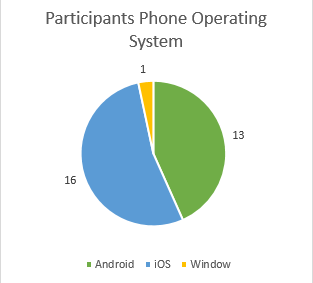 Participants Phone Operating
System
1
13
16
Android iOS Window